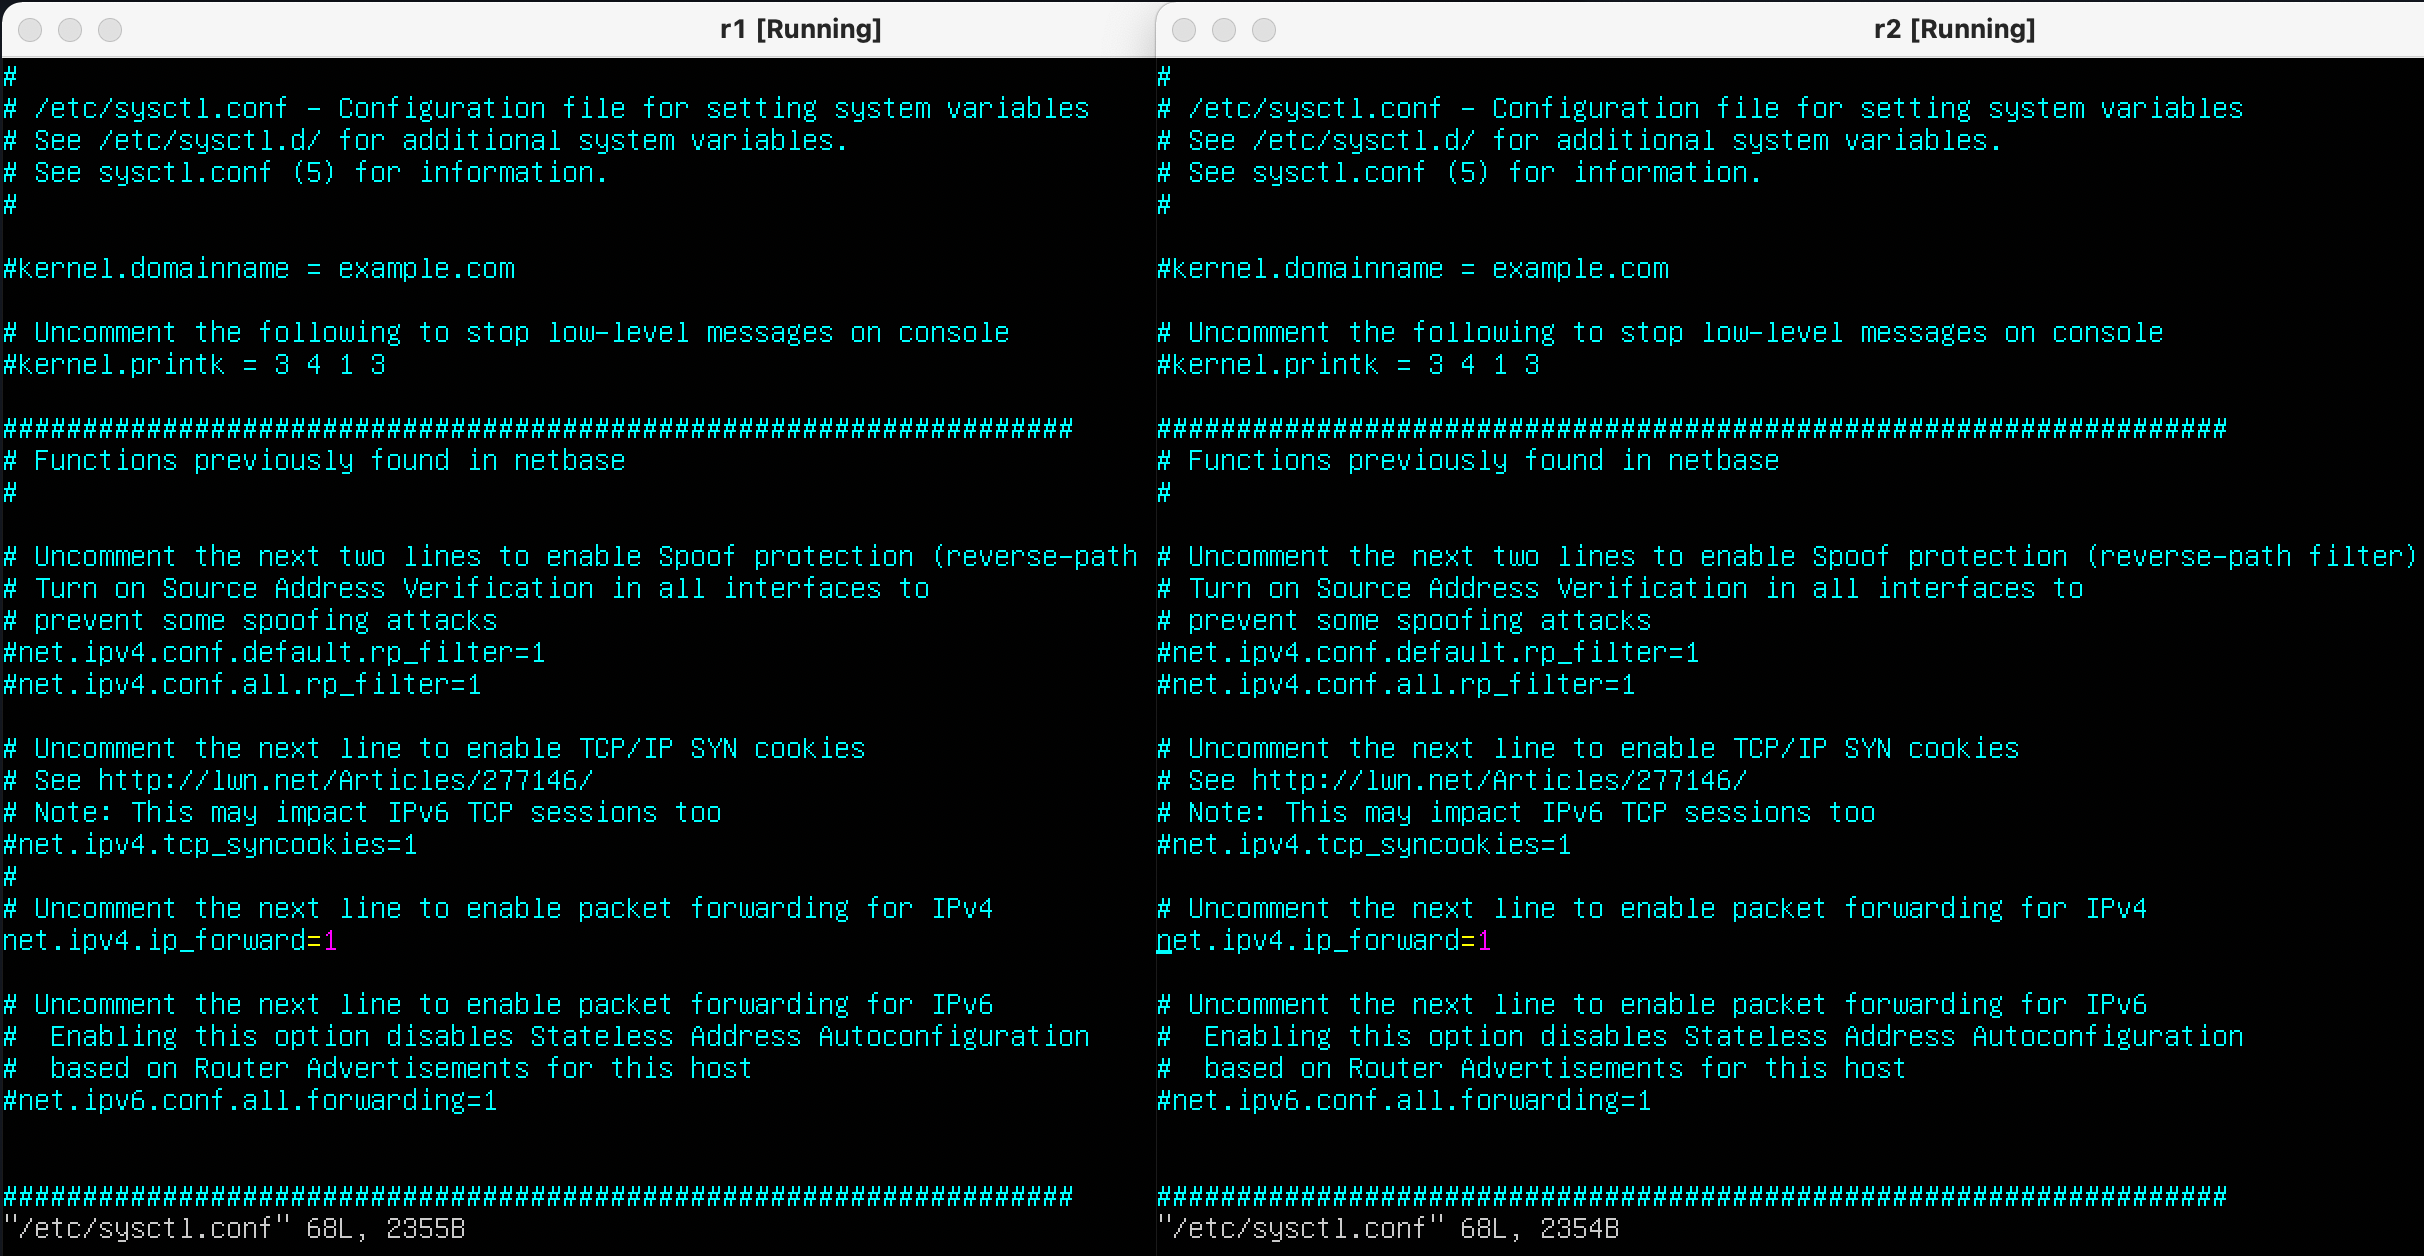 r1 [Running]
#
# /etc/sysctl.conf - Configuration file for setting system variables
# See /etc/sysctl.d/ for additional system variables.
# See sysctl.conf (5) for information.
#

#kernel.domainname = example.com

# Uncomment the following to stop low-level messages on console
#kernel.printk = 3 4 1 3

###################################################################
# Functions previously found in netbase
#

# Uncomment the next two lines to enable Spoof protection (reverse-path
# Turn on Source Address Verification in all interfaces to
# prevent some spoofing attacks
#net.ipv4.conf.default.rp_filter=1
#net.ipv4.conf.all.rp_filter=1

# Uncomment the next line to enable TCP/IP SYN cookies
# See http://lwn.net/Articles/277146/
# Note: This may impact IPv6 TCP sessions too
#net.ipv4.tcp_syncookies=1
#
# Uncomment the next line to enable packet forwarding for IPv4
net.ipv4.ip_forward=1

# Uncomment the next line to enable packet forwarding for IPv6
#  Enabling this option disables Stateless Address Autoconfiguration
#  based on Router Advertisements for this host
#net.ipv6.conf.all.forwarding=1

###################################################################
"/etc/sysctl.conf" 68L, 2355B
r2 [Running]
#
# /etc/sysctl.conf - Configuration file for setting system variables
# See /etc/sysctl.d/ for additional system variables.
# See sysctl.conf (5) for information.
#

#kernel.domainname = example.com

# Uncomment the following to stop low-level messages on console
#kernel.printk = 3 4 1 3

###################################################################
# Functions previously found in netbase
#

# Uncomment the next two lines to enable Spoof protection (reverse-path filter)
# Turn on Source Address Verification in all interfaces to
# prevent some spoofing attacks
#net.ipv4.conf.default.rp_filter=1
#net.ipv4.conf.all.rp_filter=1

# Uncomment the next line to enable TCP/IP SYN cookies
# See http://lwn.net/Articles/277146/
# Note: This may impact IPv6 TCP sessions too
#net.ipv4.tcp_syncookies=1

# Uncomment the next line to enable packet forwarding for IPv4
net.ipv4.ip_forward=1

# Uncomment the next line to enable packet forwarding for IPv6
#  Enabling this option disables Stateless Address Autoconfiguration
#  based on Router Advertisements for this host
#net.ipv6.conf.all.forwarding=1

###################################################################
"/etc/sysctl.conf" 68L, 2354B